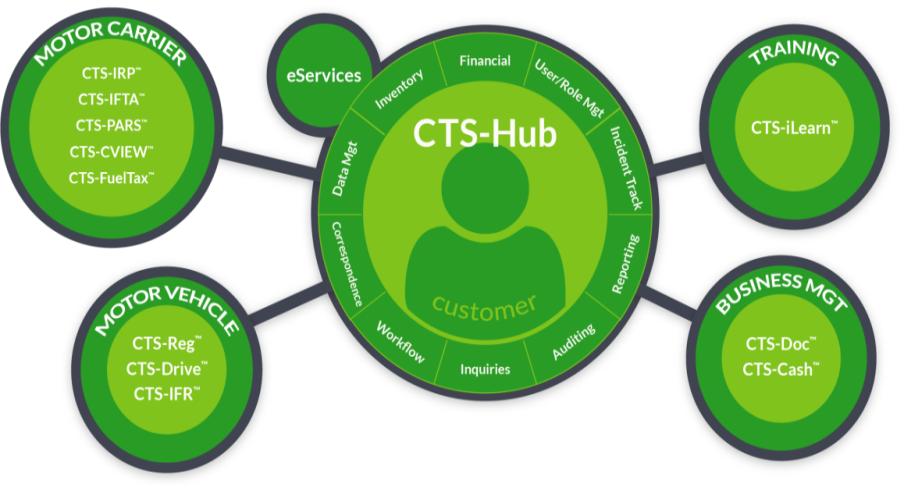 MOTOR CARRIER
CTS-IRP™
CTS-IFTA™
CTS-PARS™
CTS-CVIEW™
CTS-FuelTax™
eServices
Financial
User/Role Mgt
Incident Track
Reporting
Auditing
Inquiries
Workflow
Correspondence
Data Mgt
Inventory
CTS-Hub
customer
TRAINING
CTS-iLearn™
MOTOR VEHICLE
CTS-Reg™
CTS-Drive™
CTS-IFR™
BUSINESS MGT
CTS-Doc™
CTS-Cash™